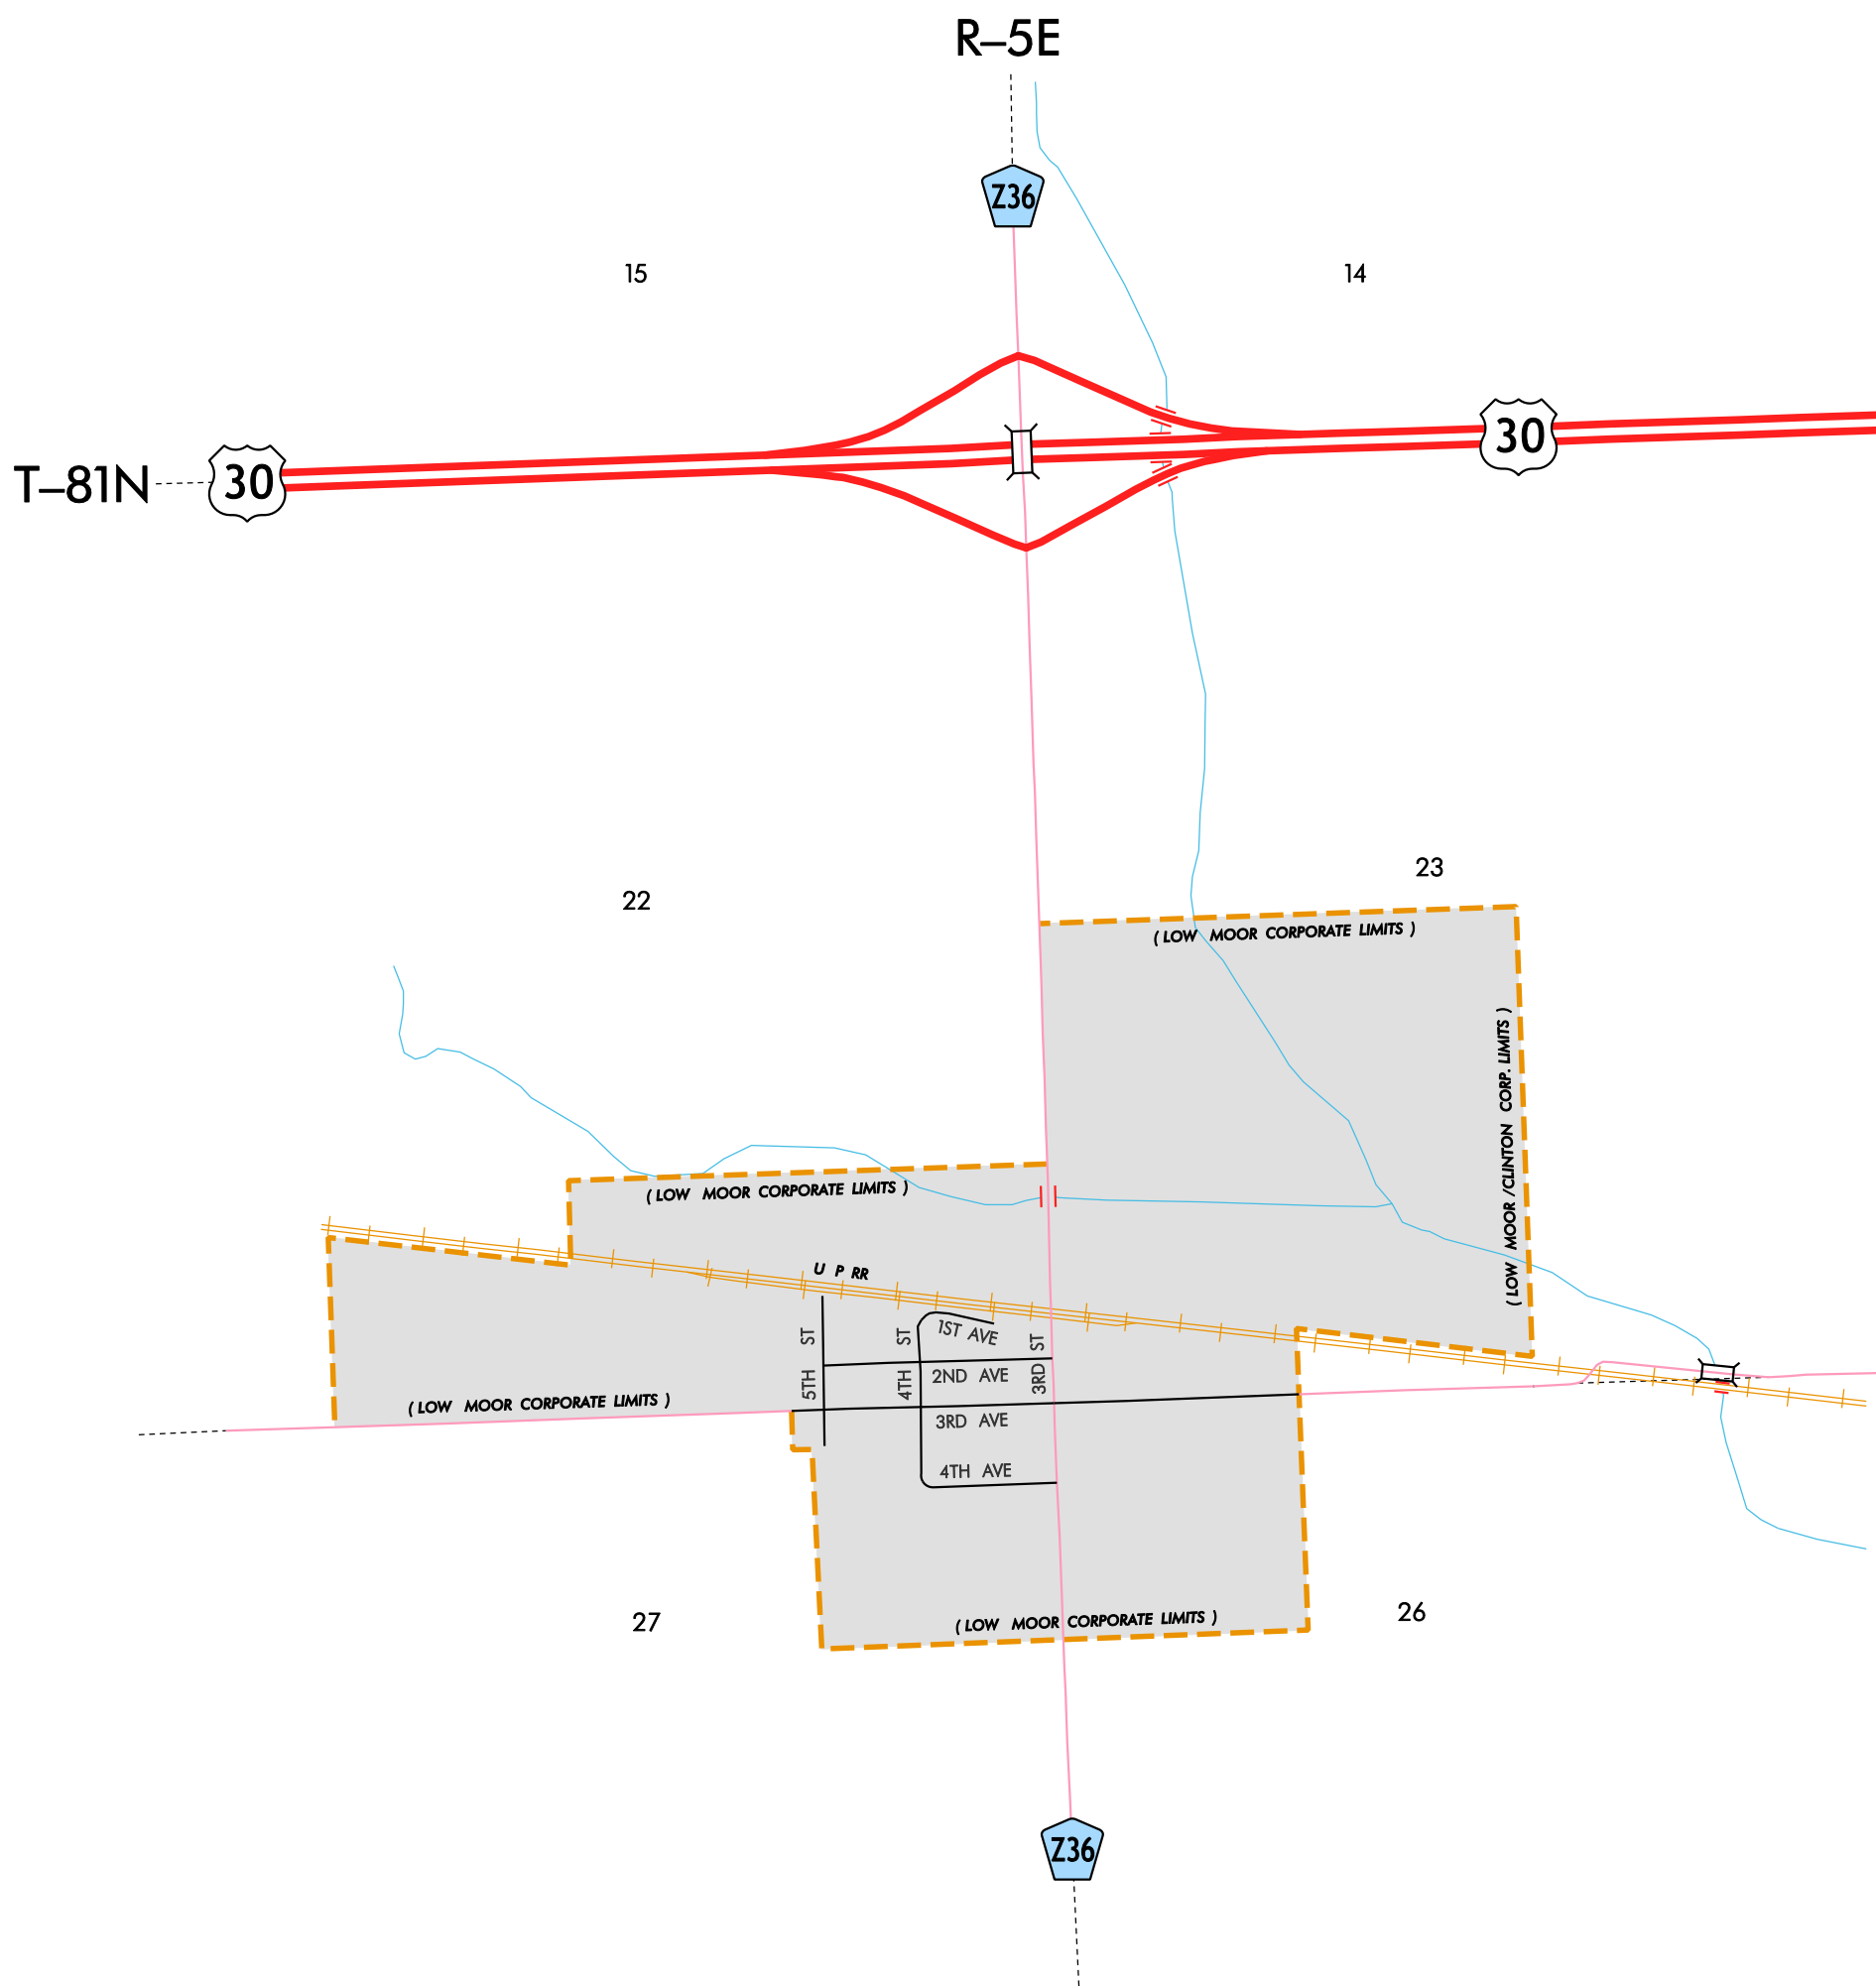 R–5E
Z36
15
14
30
T–81N
30
23
22
( LOW MOOR CORPORATE LIMITS )
( LOW MOOR /CLINTON CORP. LIMITS )
( LOW MOOR CORPORATE LIMITS )
U P RR
1ST AVE
5TH ST
4TH ST
3RD ST
2ND AVE
( LOW MOOR CORPORATE LIMITS )
3RD AVE
4TH AVE
27
26
( LOW MOOR CORPORATE LIMITS )
Z36